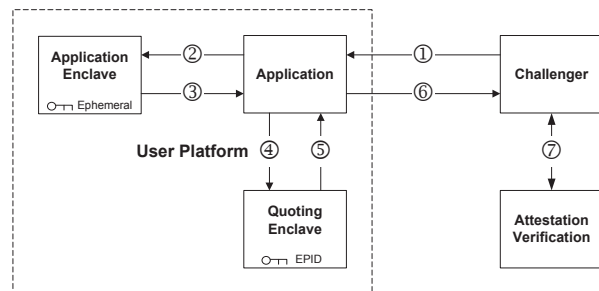 Application
Enclave
Ephemeral
②
③
Application
①
⑥
Challenger
User Platform
④
⑤
⑦
Quoting
Enclave
EPID
Attestation
Verification